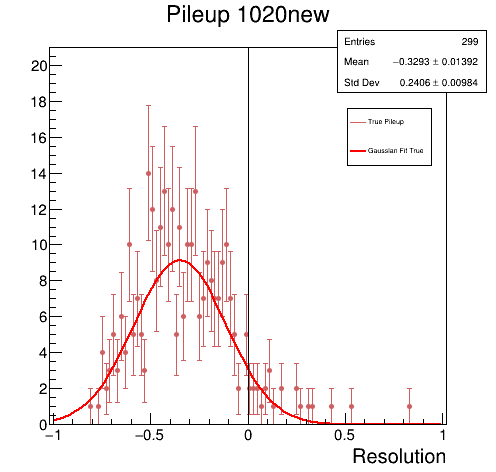 Pileup 1020new
Entries 299
Mean −0.3293 ± 0.01392
Std Dev 0.2406 ± 0.00984
True Pileup
Gaussian Fit True
20
18
16
14
12
10
8
6
4
2
0
−1 −0.5 0 0.5 1
Resolution